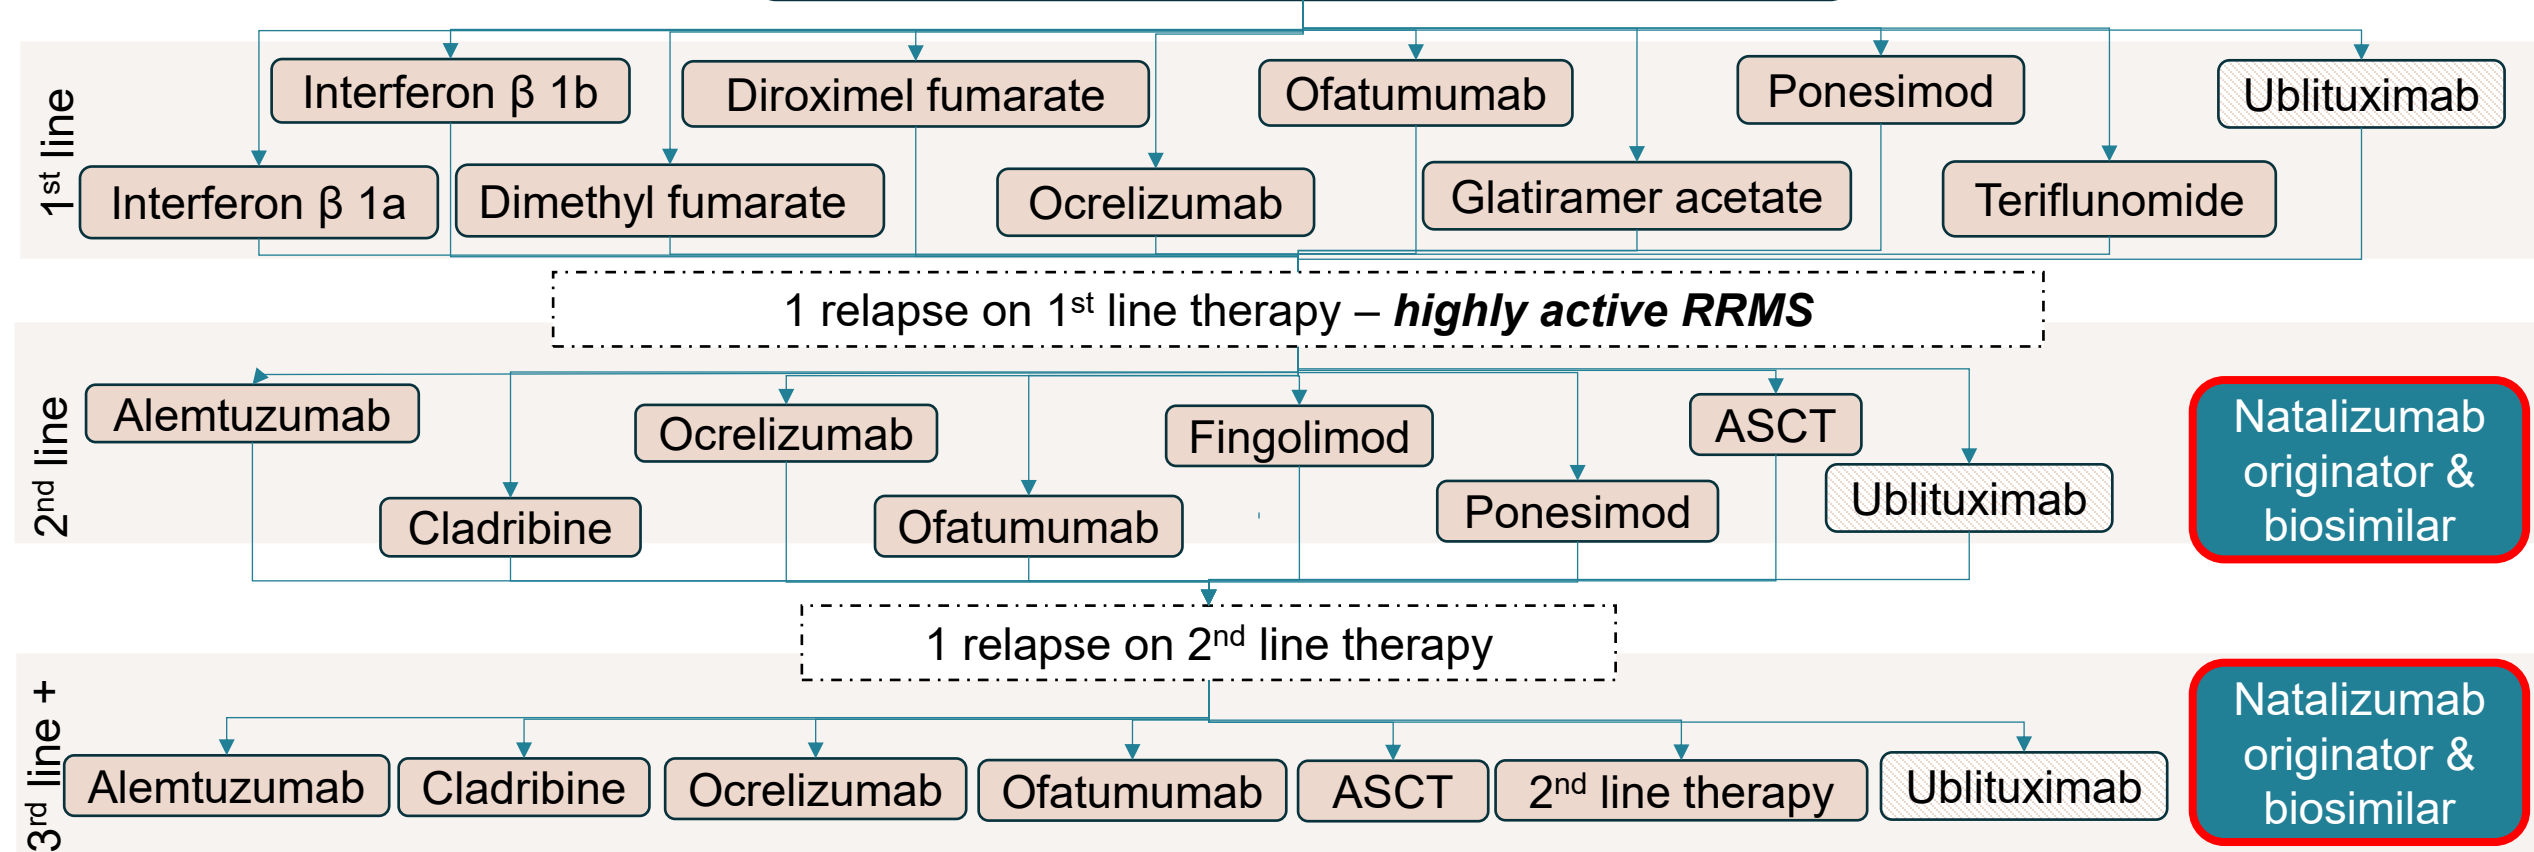 1st line
Interferon β 1b
Diroximel fumarate
Ofatumumab
Ponesimod
Ublituximab
Interferon β 1a
Dimethyl fumarate
Ocrelizumab
Glatiramer acetate
Teriflunomide
1 relapse on 1st line therapy – highly active RRMS
2nd line
Alemtuzumab
Ocrelizumab
Fingolimod
ASCT
Cladribine
Ofatumumab
Ponesimod
Ublituximab
Natalizumab
originator &
biosimilar
1 relapse on 2nd line therapy
3rd line +
Alemtuzumab
Cladribine
Ocrelizumab
Ofatumumab
ASCT
2nd line therapy
Ublituximab
Natalizumab
originator &
biosimilar